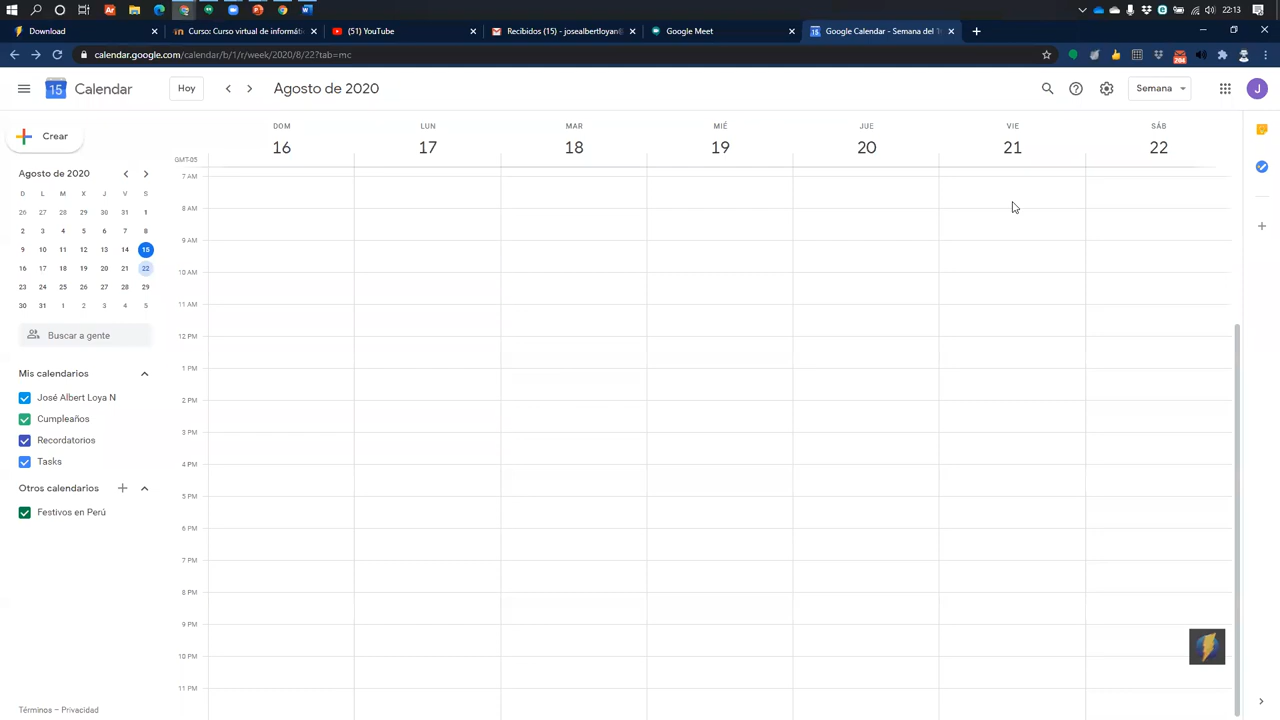 22:13
Download
Curso: Curso virtual de informáti
(51) YouTube
Recibidos (15) - josealbertloyan@
Google Meet
Google Calendar - Semana del 1
calendar.google.com/calendar/b/1/r/week/2020/8/22?tab=mc
284
15 Calendar Hoy Agosto de 2020 Semana J
Crear
Agosto de 2020
D L M X J V S
26 27 28 29 30 31 1
2 3 4 5 6 7 8
9 10 11 12 13 14 15
16 17 18 19 20 21 22
23 24 25 26 27 28 29
30 31 1 2 3 4 5
Buscar a gente
Mis calendarios
José Albert Loya N
Cumpleaños
Recordatorios
Tasks
Otros calendarios
Festivos en Perú
Términos – Privacidad
DOM LUN MAR MIÉ JUE VIE SÁB
16 17 18 19 20 21 22
GMT-05
7 AM
8 AM
9 AM
10 AM
11 AM
12 PM
1 PM
2 PM
3 PM
4 PM
5 PM
6 PM
7 PM
8 PM
9 PM
10 PM
11 PM